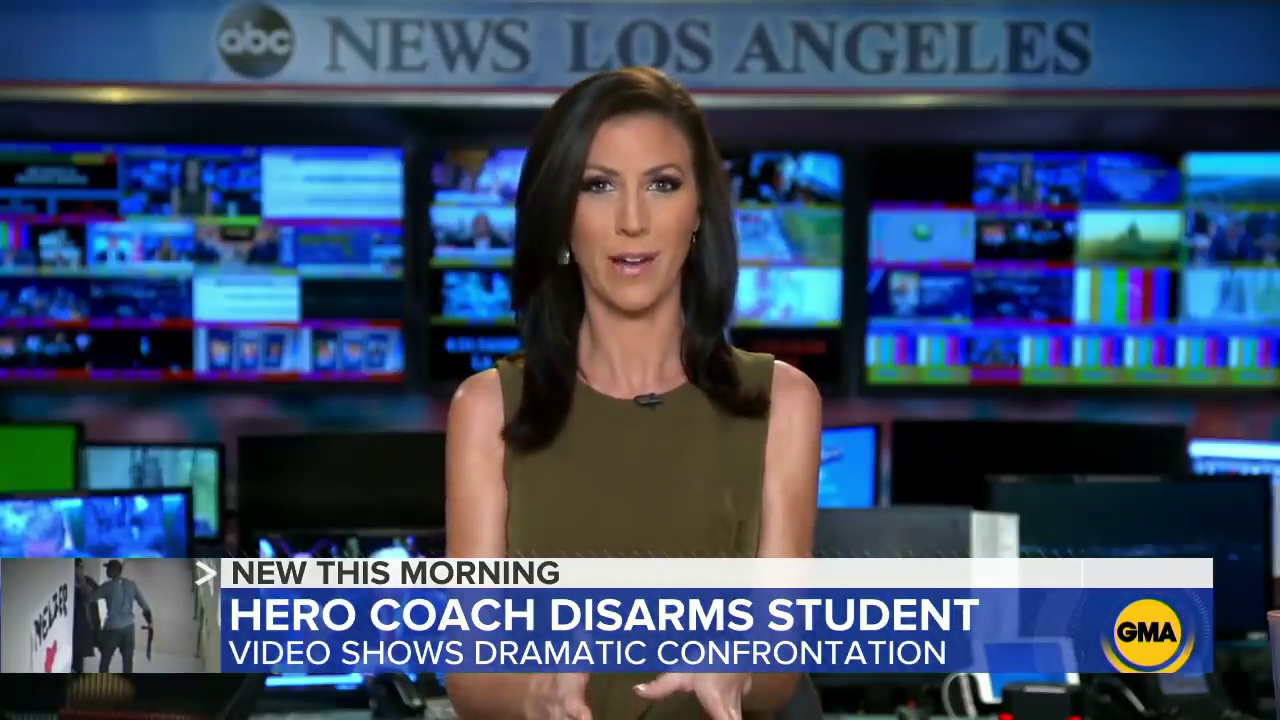 abc NEWS LOS ANGELES
NEW THIS MORNING
HERO COACH DISARMS STUDENT
VIDEO SHOWS DRAMATIC CONFRONTATION
GMA